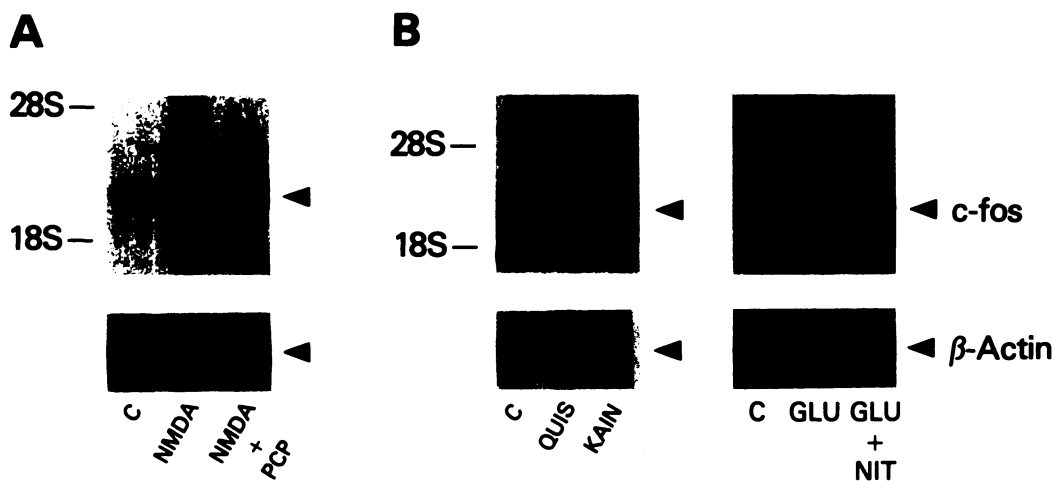 A
B
28S
18S
C
NMDA
NMDA
+
PCP
28S
18S
c-fos
β-Actin
C
QUIS
KAIN
C GLU GLU
+
NIT